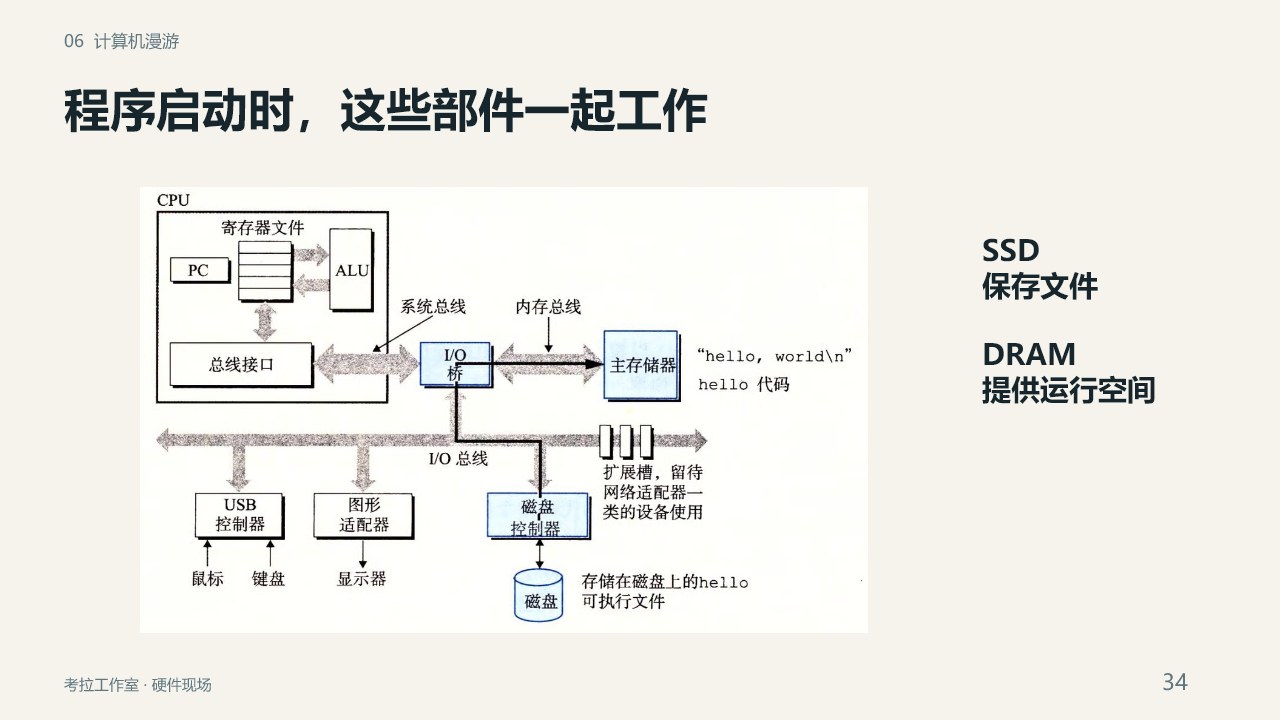 06 计算机漫游
程序启动时，这些部件一起工作
CPU
寄存器文件
PC
ALU
系统总线
内存总线
总线接口
I/O
桥
主存储器
“hello, world\n”
hello 代码
I/O 总线
扩展槽，留待
网络适配器一
类的设备使用
USB
控制器
图形
适配器
磁盘
控制器
鼠标
键盘
显示器
磁盘
存储在磁盘上的hello
可执行文件
SSD
保存文件
DRAM
提供运行空间
考拉工作室 · 硬件现场
34